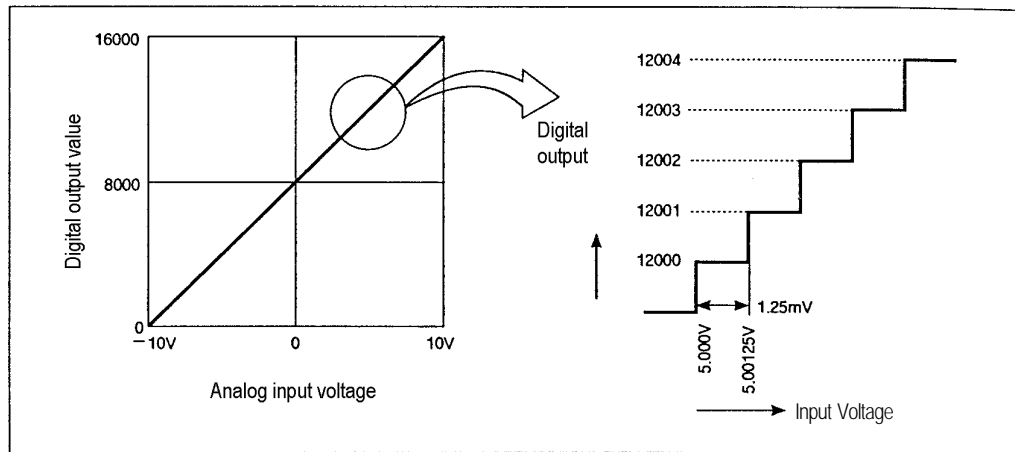 16000
8000
0
Digital output value
－10V
0
10V
Analog input voltage
Digital
output
12004
12003
12002
12001
12000
1.25mV
5.000V
5.00125V
Input Voltage